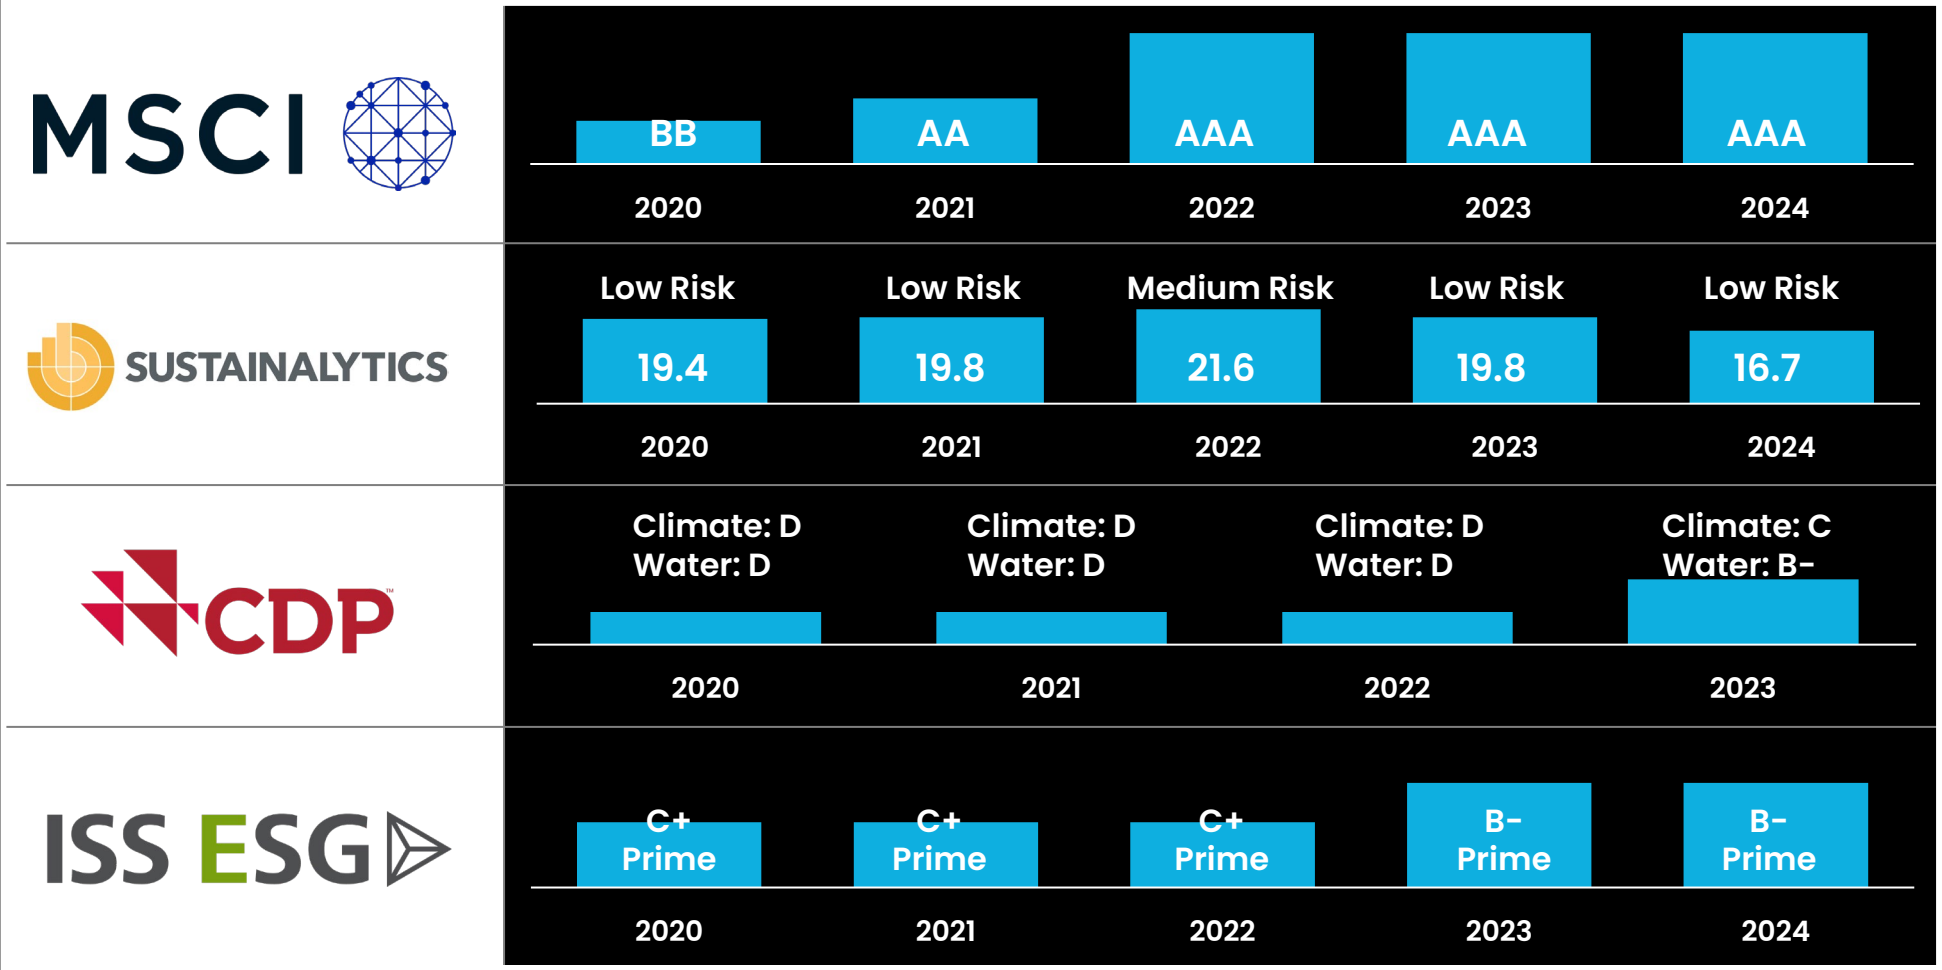 MSCI
BB
AA
AAA
AAA
AAA
2020
2021
2022
2023
2024
SUSTAINALYTICS
Low Risk
Low Risk
Medium Risk
Low Risk
Low Risk
19.4
19.8
21.6
19.8
16.7
2020
2021
2022
2023
2024
CDP™
Climate: D
Water: D
Climate: D
Water: D
Climate: D
Water: D
Climate: C
Water: B-
2020
2021
2022
2023
ISS ESG
C+
Prime
C+
Prime
C+
Prime
B-
Prime
B-
Prime
2020
2021
2022
2023
2024